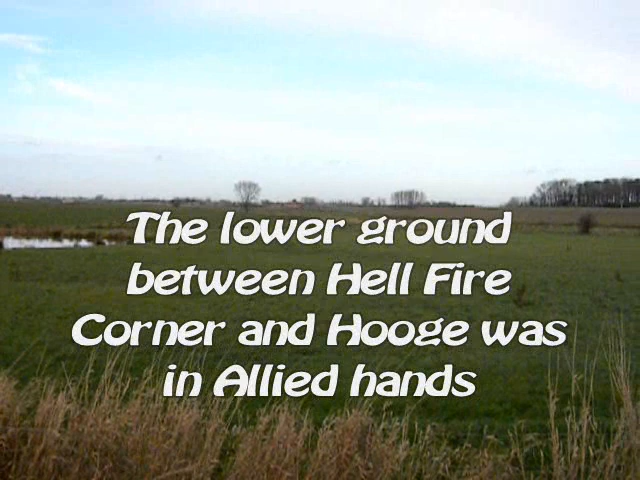 The lower ground
between Hell Fire
Corner and Hooge was
in Allied hands